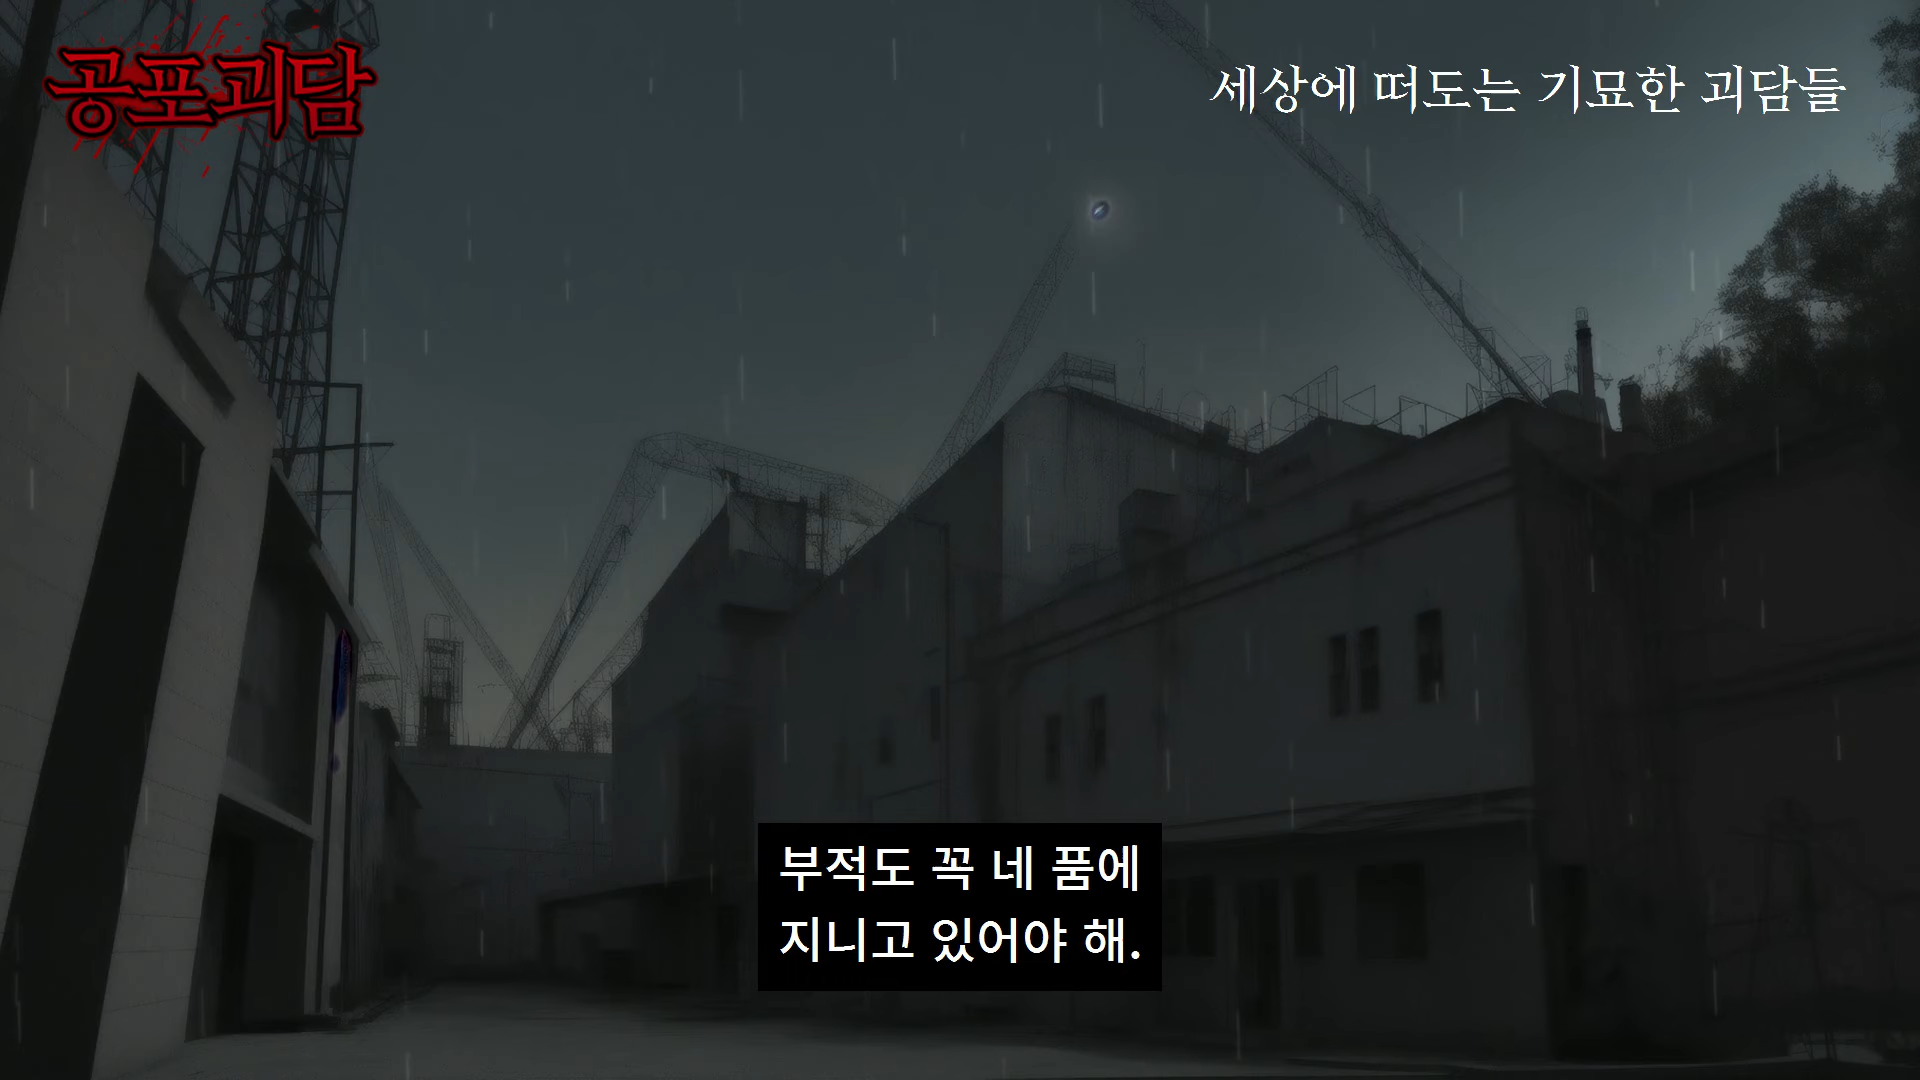 공포괴담
세상에 떠도는 기묘한 괴담들
부적도 꼭 네 품에
지니고 있어야 해.